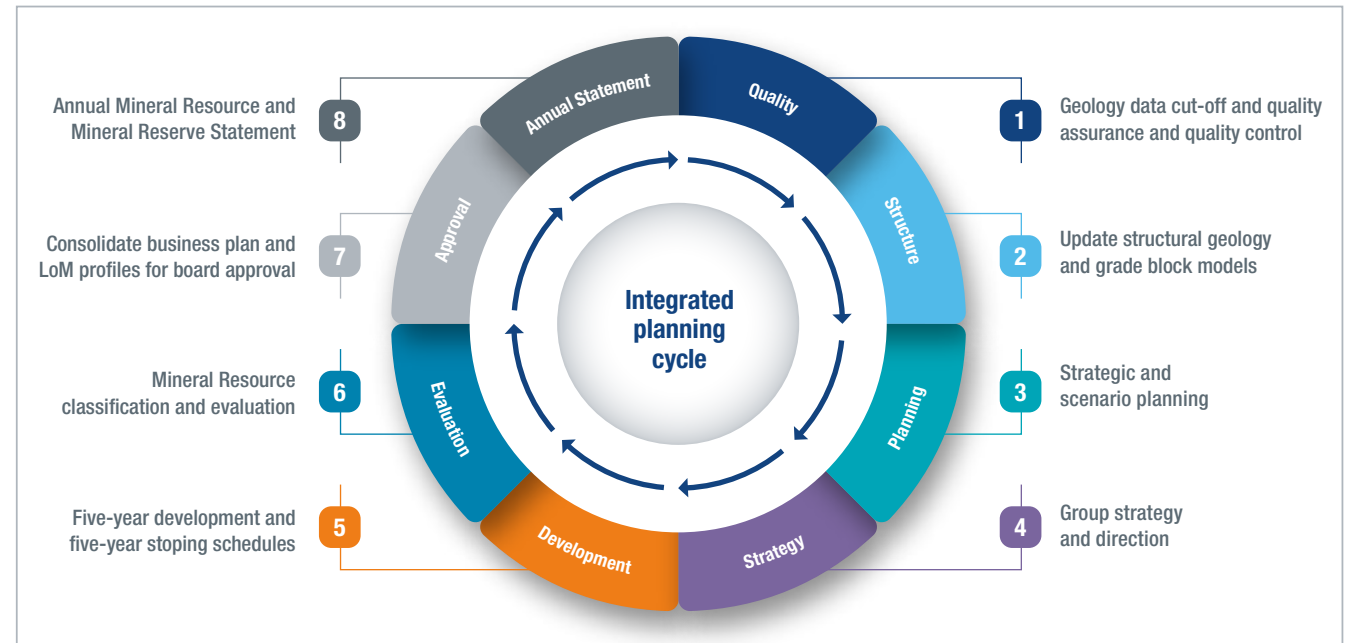 Annual Statement
Quality
Structure
Planning
Strategy
Development
Evaluation
Approval
Integrated
planning
cycle
1
Geology data cut-off and quality
assurance and quality control
2
Update structural geology
and grade block models
3
Strategic and
scenario planning
4
Group strategy
and direction
5
Five-year development and
five-year stoping schedules
6
Mineral Resource
classification and evaluation
7
Consolidate business plan and
LoM profiles for board approval
8
Annual Mineral Resource and
Mineral Reserve Statement